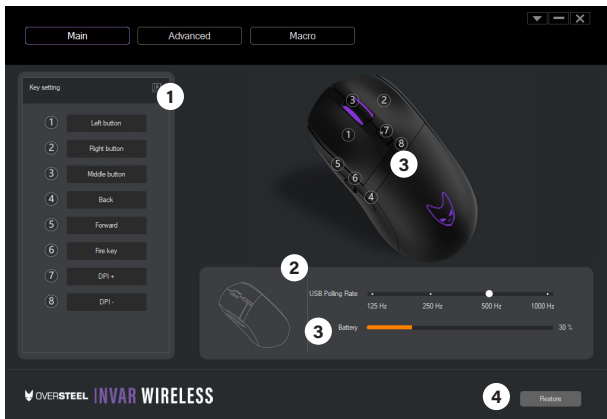 Main
Advanced
Macro
Key setting
1
1 Left button
2 Right button
3 Middle button
4 Back
5 Forward
6 Fire key
7 DPI +
8 DPI -
3
2
1
7
8
3
5
6
4
2
USB Polling Rate
125 Hz 250 Hz 500 Hz 1000 Hz
3
Battery 30 %
OVERSTEEL INVAR WIRELESS
4
Restore